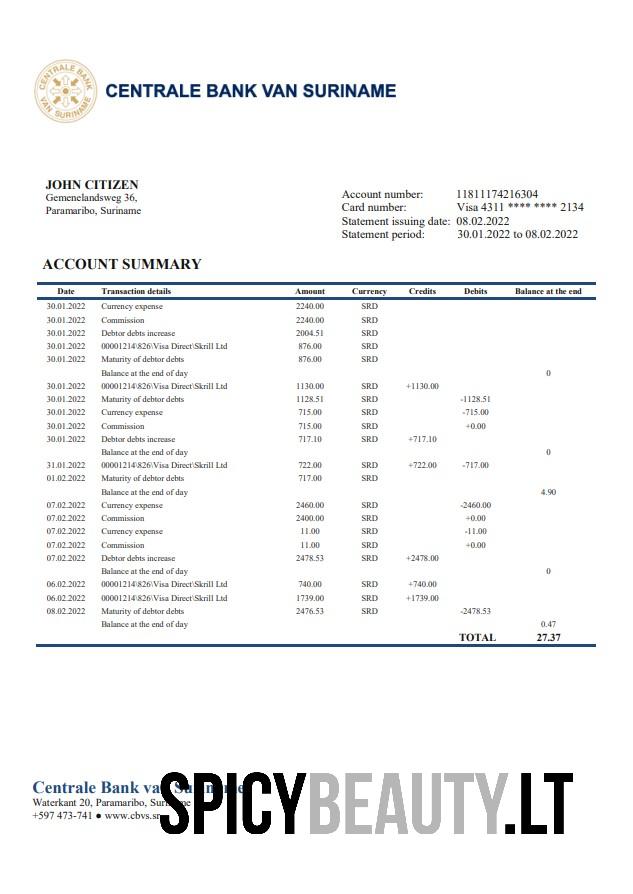 CENTRALE BANK VAN SURINAME
CENTRALE BANK VAN SURINAME
JOHN CITIZEN
Gemenelandsweg 36,
Paramaribo, Suriname
Account number: 11811174216304
Card number: Visa 4311 **** **** 2134
Statement issuing date: 08.02.2022
Statement period: 30.01.2022 to 08.02.2022
ACCOUNT SUMMARY
Date Transaction details Amount Currency Credits Debits Balance at the end
30.01.2022 Currency expense 2240.00 SRD
30.01.2022 Commission 2240.00 SRD
30.01.2022 Debtor debts increase 2004.51 SRD
30.01.2022 00001214\826\Visa Direct\Skrill Ltd 876.00 SRD
30.01.2022 Maturity of debtor debts 876.00 SRD
Balance at the end of day 0
30.01.2022 00001214\826\Visa Direct\Skrill Ltd 1130.00 SRD +1130.00
30.01.2022 Maturity of debtor debts 1128.51 SRD -1128.51
30.01.2022 Currency expense 715.00 SRD -715.00
30.01.2022 Commission 715.00 SRD +0.00
30.01.2022 Debtor debts increase 717.10 SRD +717.10
Balance at the end of day 0
31.01.2022 00001214\826\Visa Direct\Skrill Ltd 722.00 SRD +722.00 -717.00
01.02.2022 Maturity of debtor debts 717.00 SRD
Balance at the end of day 4.90
07.02.2022 Currency expense 2460.00 SRD -2460.00
07.02.2022 Commission 2400.00 SRD +0.00
07.02.2022 Currency expense 11.00 SRD -11.00
07.02.2022 Commission 11.00 SRD +0.00
07.02.2022 Debtor debts increase 2478.53 SRD +2478.00
Balance at the end of day 0
06.02.2022 00001214\826\Visa Direct\Skrill Ltd 740.00 SRD +740.00
06.02.2022 00001214\826\Visa Direct\Skrill Ltd 1739.00 SRD +1739.00
08.02.2022 Maturity of debtor debts 2476.53 SRD -2478.53
Balance at the end of day 0.47
TOTAL 27.37
Centrale Bank van Suriname
Waterkant 20, Paramaribo, Suriname
+597 473-741 ● www.cbvs.sr
SPICYBEAUTY.LT